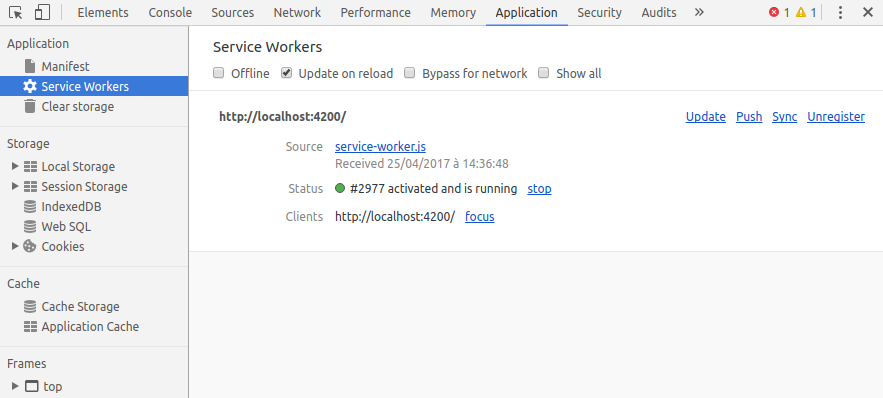 Elements Console Sources Network Performance Memory Application Security Audits » 1 1
Application
Manifest
Service Workers
Clear storage
Storage
Local Storage
Session Storage
IndexedDB
Web SQL
Cookies
Cache
Cache Storage
Application Cache
Frames
top
Service Workers
Offline Update on reload Bypass for network Show all
http://localhost:4200/ Update Push Sync Unregister
Source service-worker.js
Received 25/04/2017 à 14:36:48
Status #2977 activated and is running stop
Clients http://localhost:4200/ focus